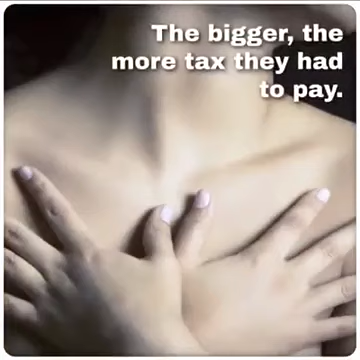 The bigger, the
more tax they had
to pay.